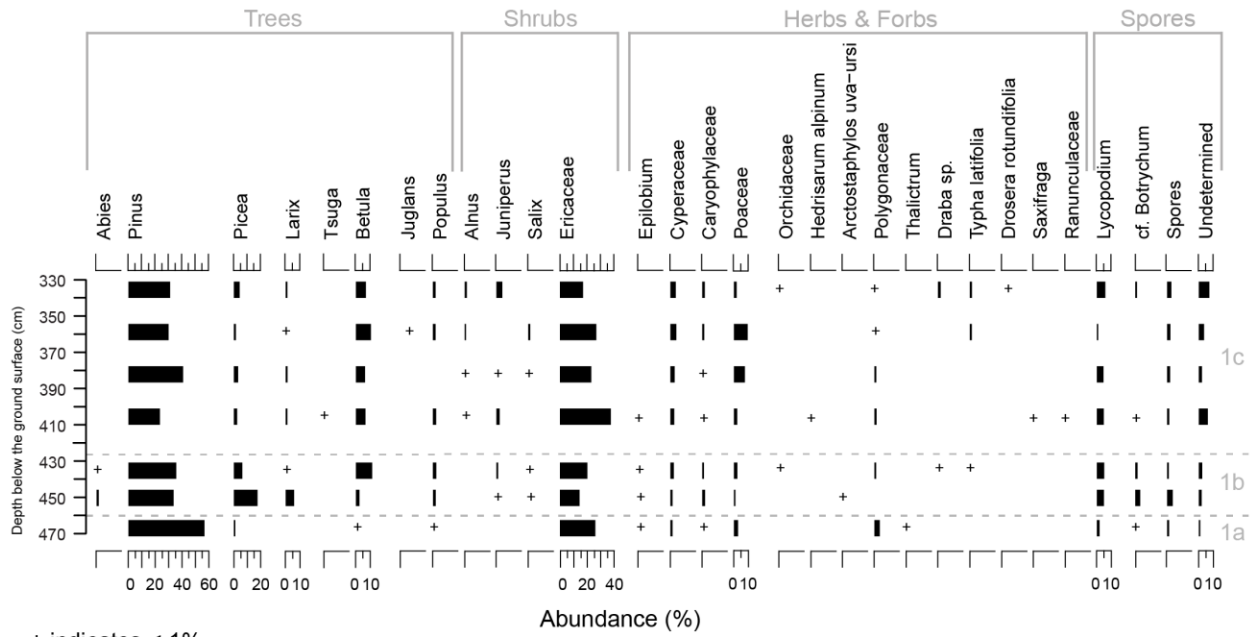 Trees Shrubs Herbs & Forbs Spores
Abies
Pinus
Picea
Larix
Tsuga
Betula
Juglans
Populus
Alnus
Juniperus
Salix
Ericaceae
Epilobium
Cyperaceae
Caryophylaceae
Poaceae
Orchidaceae
Hedrisarum alpinum
Arctostaphylos uva−ursi
Polygonaceae
Thalictrum
Draba sp.
Typha latifolia
Drosera rotundifolia
Saxifraga
Ranunculaceae
Lycopodium
cf. Botrychum
Spores
Undetermined
Depth below the ground surface (cm)
330
350
370
390
410
430
450
470
1c
1b
1a
0 20 40 60 0 20 0 10 0 10 0 20 40 0 10 0 10 0 10
Abundance (%)